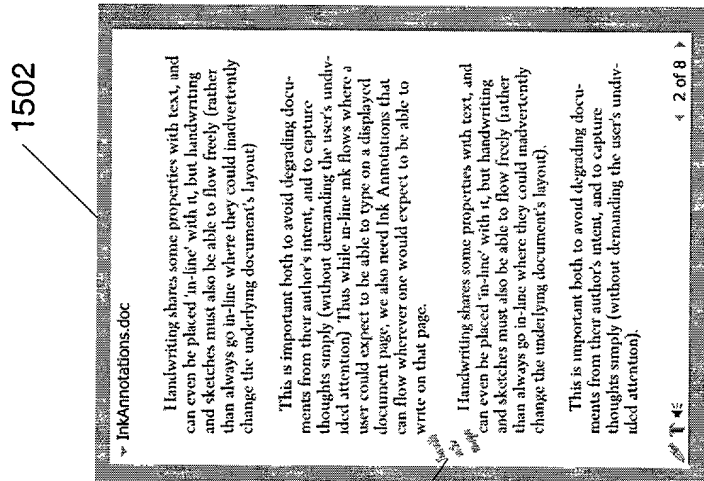 1502
InkAnnotations.doc
Handwriting shares some properties with text, and
can even be placed 'in-line' with it, but handwriting
and sketches must also be able to flow freely (rather
than always go in-line where they could inadvertently
change the underlying document's layout)
This is important both to avoid degrading docu-
ments from their author's intent, and to capture
thoughts simply (without demanding the user's undiv-
ided attention) Thus while in-line ink flows where a
user could expect to be able to type on a displayed
document page, we also need Ink Annotations that
can flow wherever one would expect to be able to
write on that page.
Handwriting shares some properties with text, and
can even be placed 'in-line' with it, but handwriting
and sketches must also be able to flow freely (rather
than always go in-line where they could inadvertently
change the underlying document's layout).
This is important both to avoid degrading docu-
ments from their author's intent, and to capture
thoughts simply (without demanding the user's undiv-
ided attention).
2 of 8